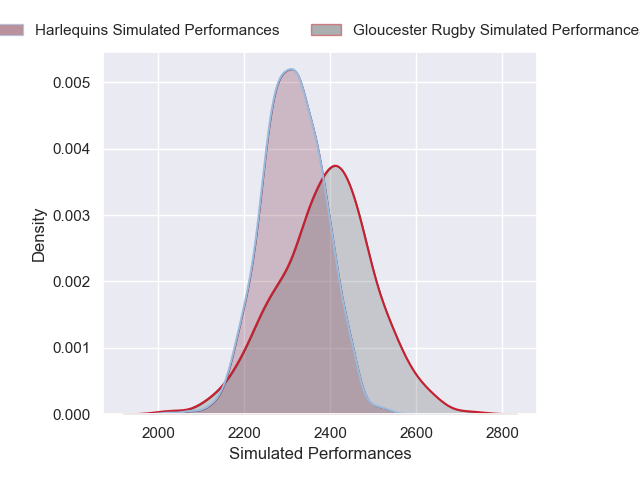 Harlequins Simulated Performances
Gloucester Rugby Simulated Performance
0.005
0.004
0.003
0.002
0.001
0.000
Density
2000 2200 2400 2600 2800
Simulated Performances